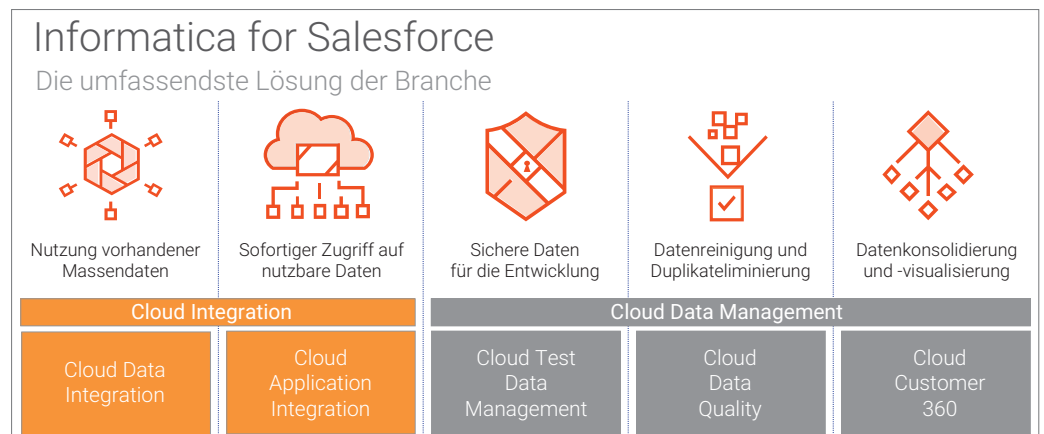 Informatica for Salesforce
Die umfassendste Lösung der Branche
Nutzung vorhandener
Massendaten
Sofortiger Zugriff auf
nutzbare Daten
Sichere Daten
für die Entwicklung
Datenreinigung und
Duplikateliminierung
Datenkonsolidierung
und -visualisierung
Cloud Integration
Cloud Data Management
Cloud Data
Integration
Cloud
Application
Integration
Cloud Test
Data
Management
Cloud
Data
Quality
Cloud
Customer
360